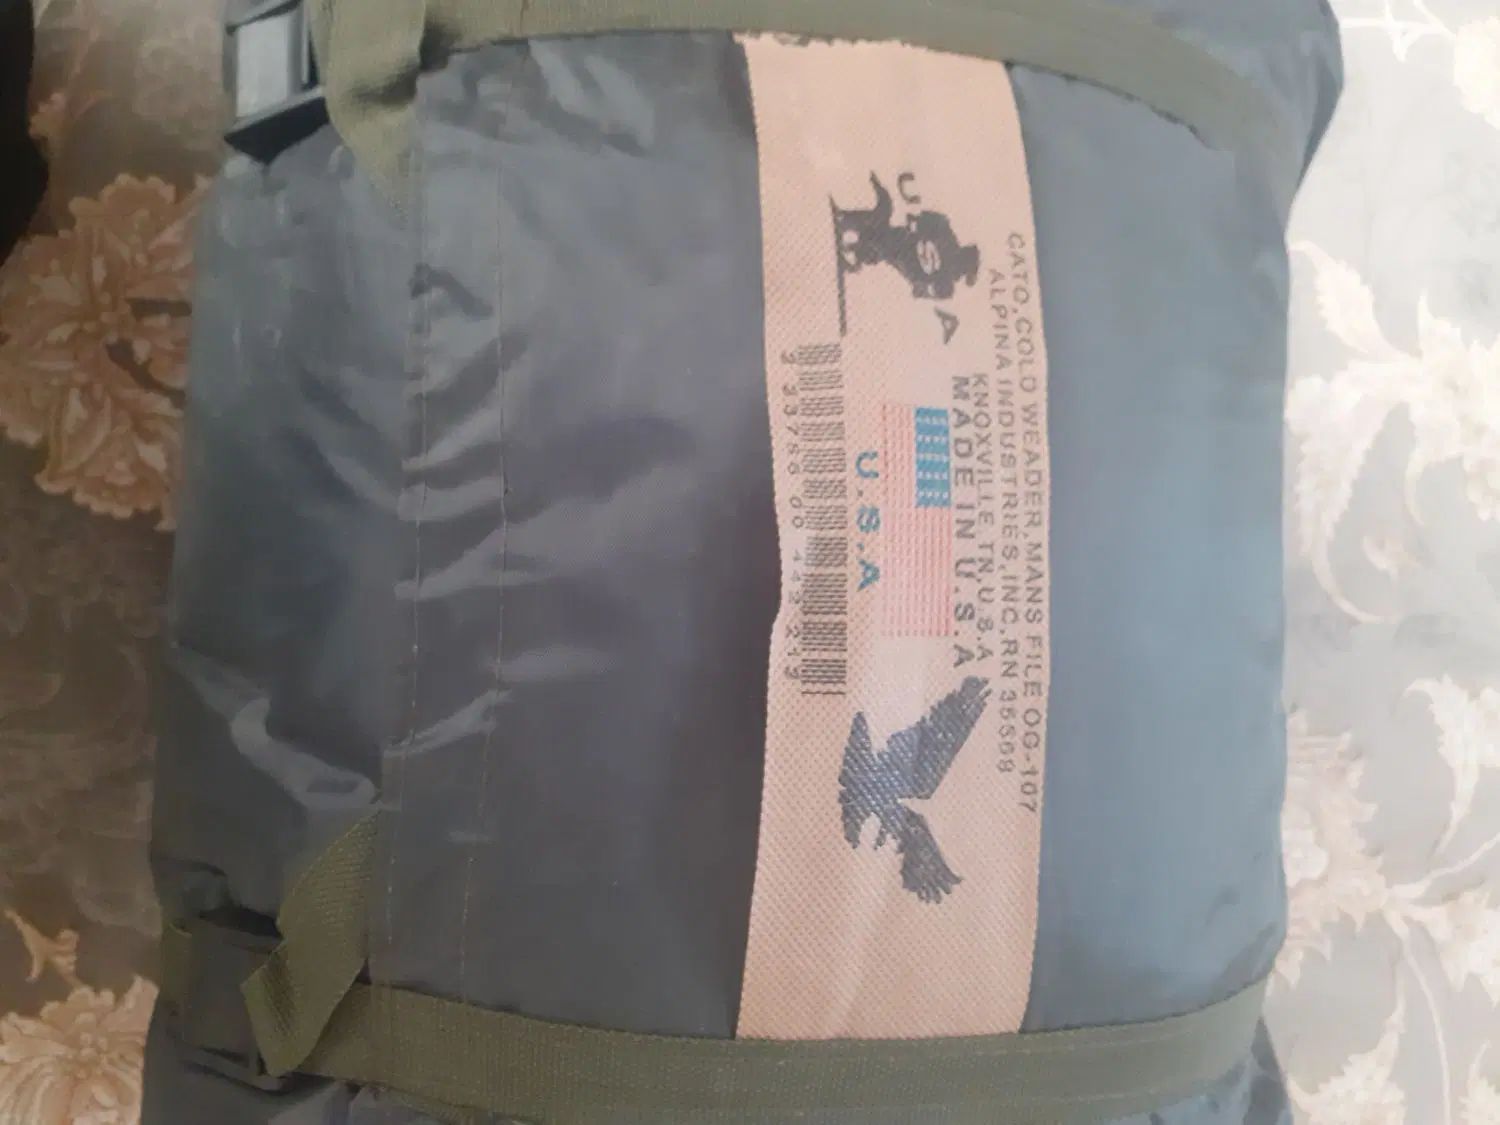 CATO,COLD WEADER,MANS FILE OG-107
ALPINA INDUSTRIES,INC,RN 35568
KNOXVILLE,TN,U.S.A
MADE IN U.S.A
U.S.A
U.S.A